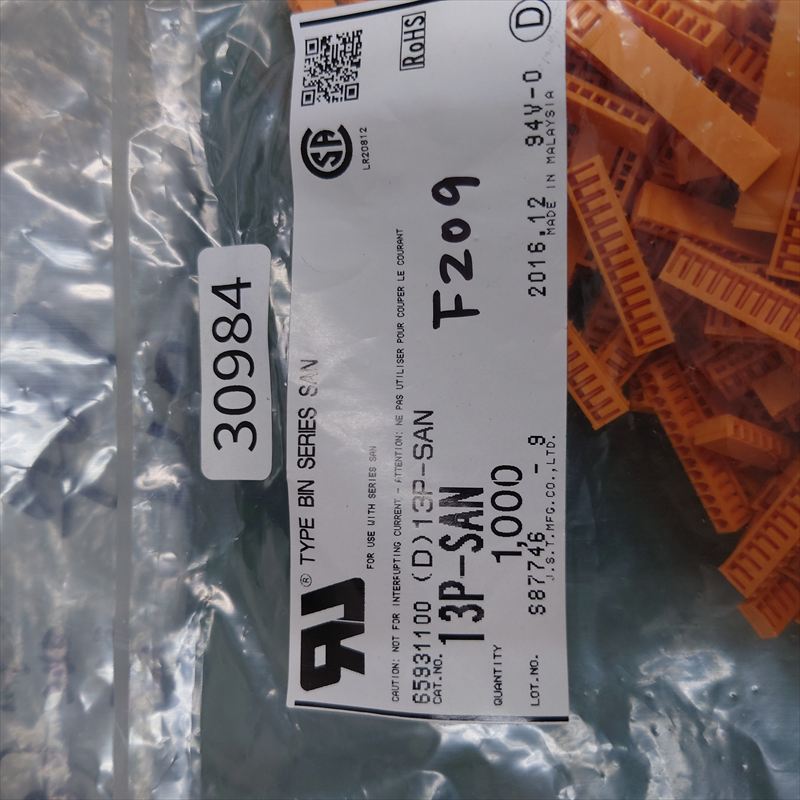 30984
® TYPE BIN SERIES SAN
FOR USE WITH SERIES SAN
LR20812
RoHS
CAUTION: NOT FOR INTERRUPTING CURRENT - ATTENTION: NE PAS UTILISER POUR COUPER LE COURANT
65931100 (D)13P-SAN
CAT.NO. 13P-SAN
F209
QUANTITY 1,000
LOT.NO. S87746 -9
2016.12 94V-0 D
J.S.T.MFG.CO.,LTD. MADE IN MALAYSIA